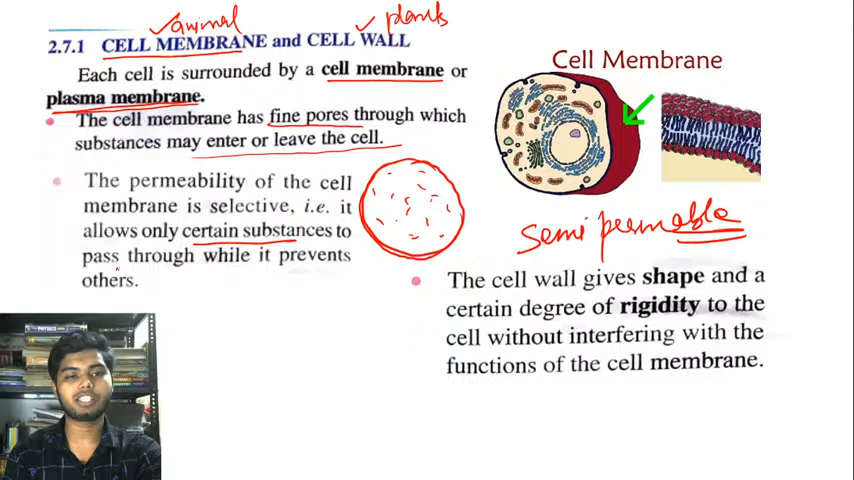 animal
plants
2.7.1 CELL MEMBRANE and CELL WALL
Each cell is surrounded by a cell membrane or
plasma membrane.
The cell membrane has fine pores through which
substances may enter or leave the cell.
The permeability of the cell
membrane is selective, i.e. it
allows only certain substances to
pass through while it prevents
others.
Cell Membrane
Semi permable
The cell wall gives shape and a
certain degree of rigidity to the
cell without interfering with the
functions of the cell membrane.
PHYSICS